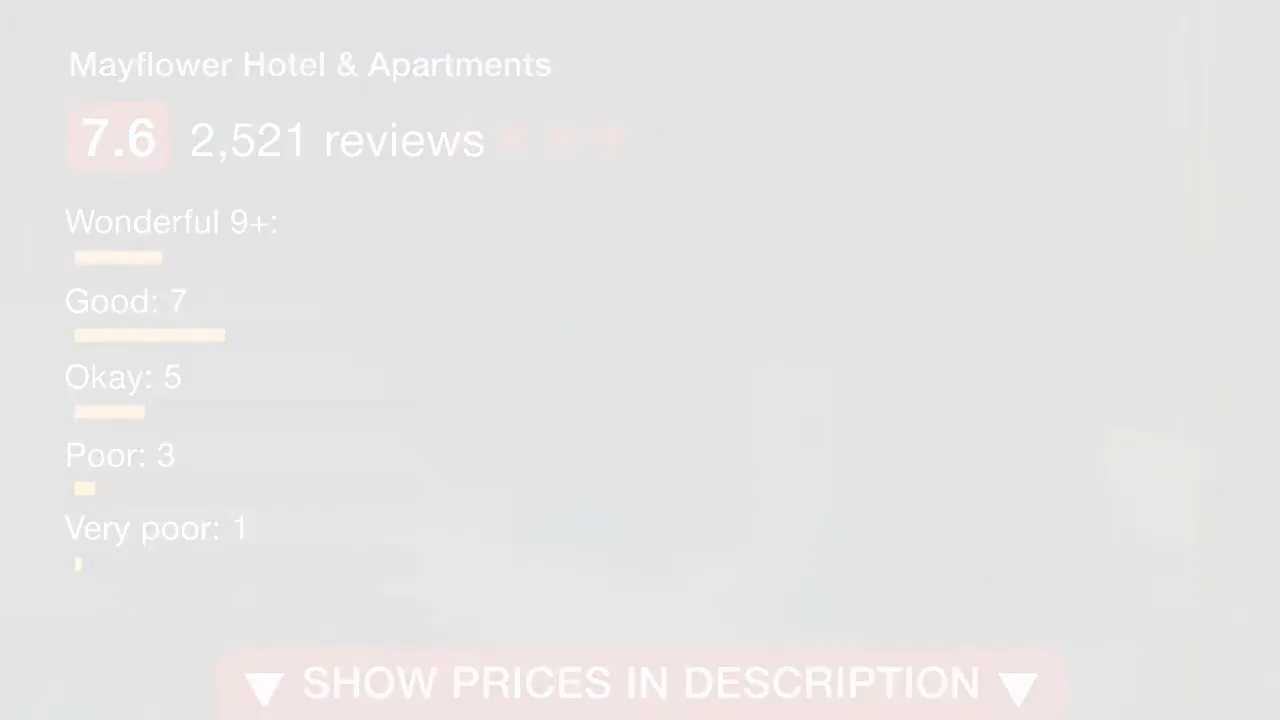 Mayflower Hotel & Apartments
7.6 2,521 reviews
Wonderful 9+:
Good: 7
Okay: 5
Poor: 3
Very poor: 1
▼ SHOW PRICES IN DESCRIPTION ▼